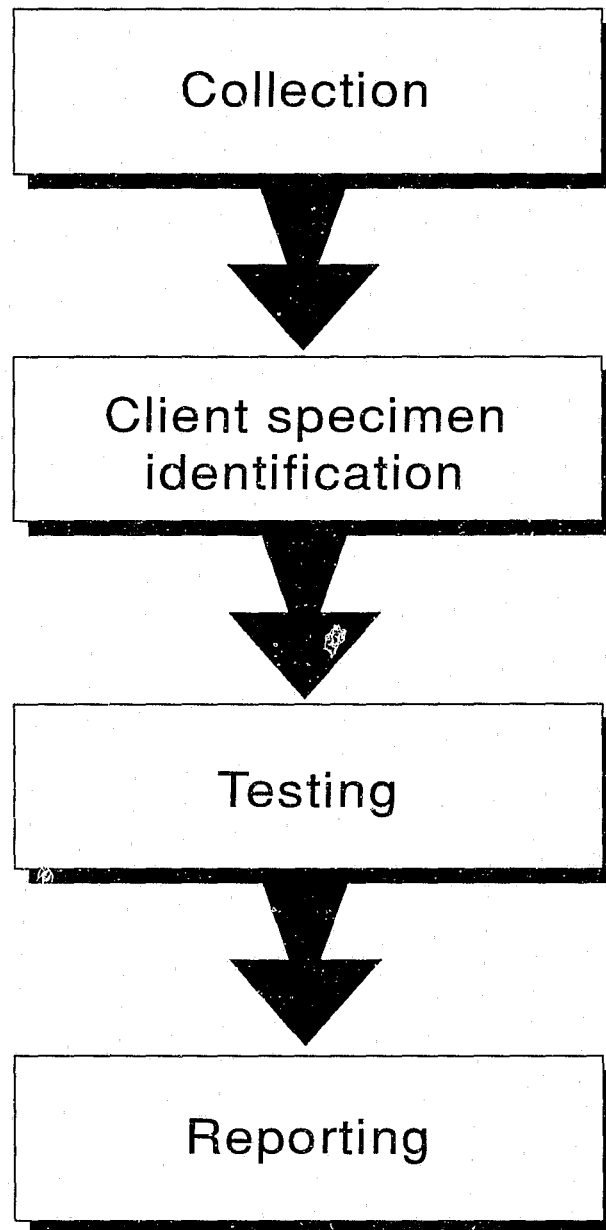 Collection
Client specimen
identification
Testing
Reporting